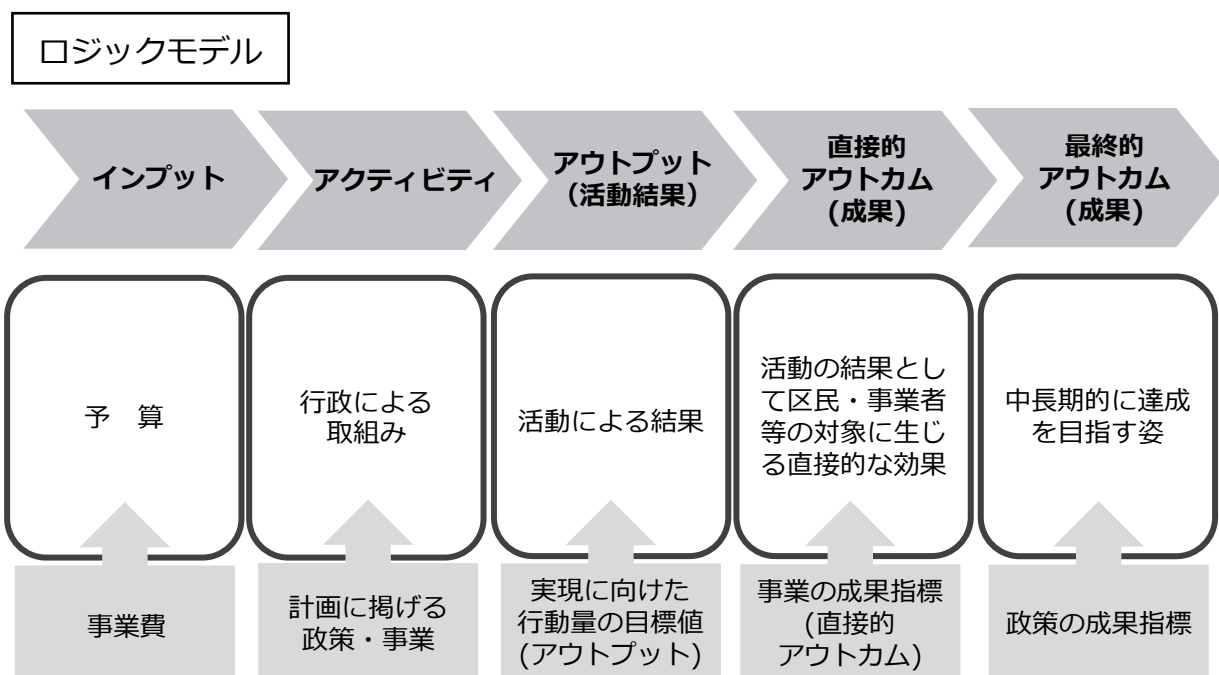 ロジックモデル
インプット
アクティビティ
アウトプット
（活動結果）
直接的
アウトカム
(成果)
最終的
アウトカム
(成果)
予　算
行政による
取組み
活動による結果
活動の結果とし
て区民・事業者
等の対象に生じ
る直接的な効果
中長期的に達成
を目指す姿
事業費
計画に掲げる
政策・事業
実現に向けた
行動量の目標値
(アウトプット)
事業の成果指標
(直接的
アウトカム)
政策の成果指標